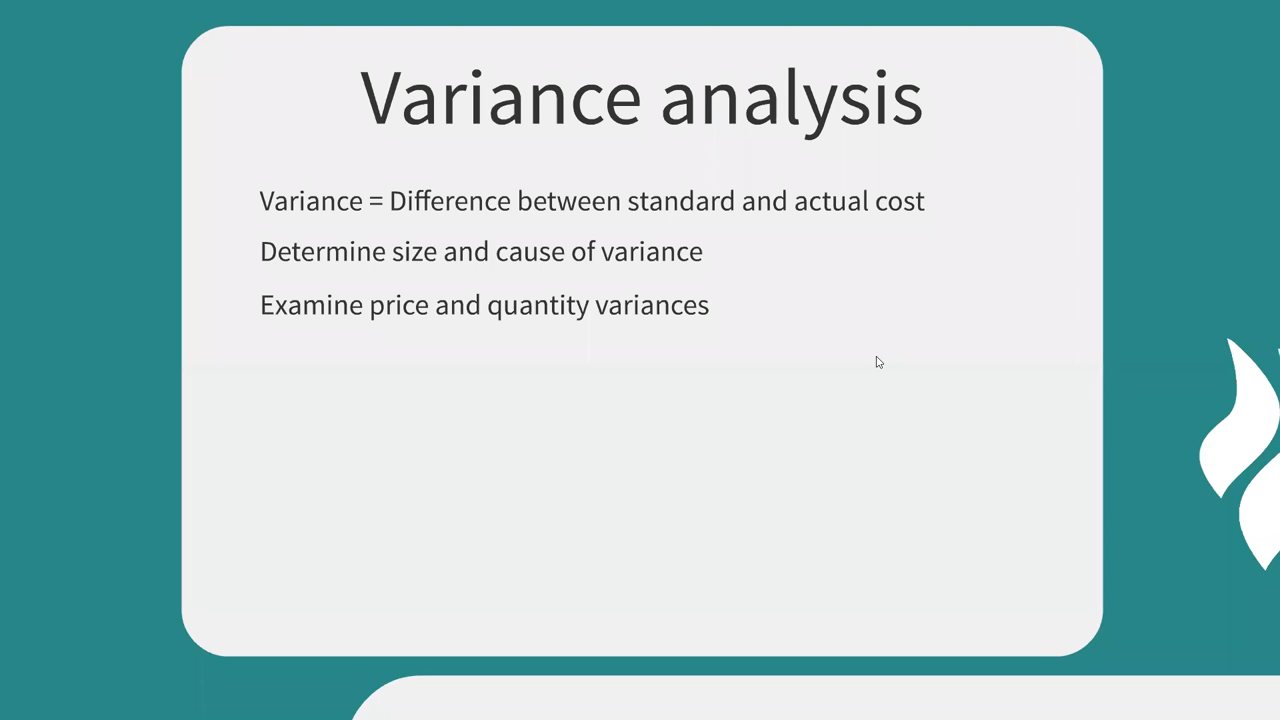 Variance analysis
Variance = Difference between standard and actual cost
Determine size and cause of variance
Examine price and quantity variances